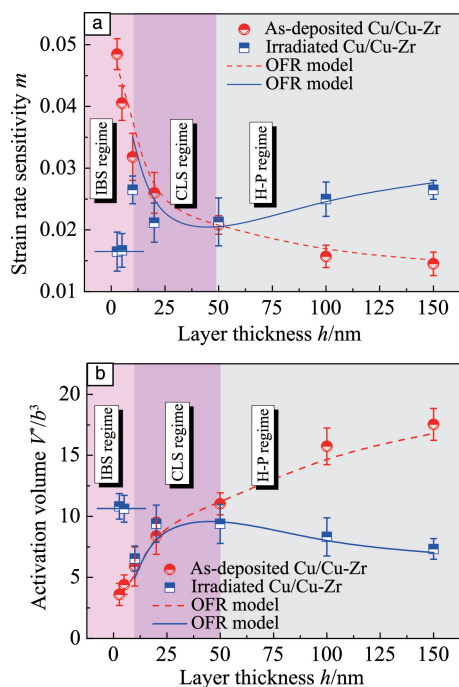 a
As-deposited Cu/Cu-Zr
Irradiated Cu/Cu-Zr
OFR model
OFR model
IBS regime
CLS regime
H-P regime
Strain rate sensitivity m
0.05
0.04
0.03
0.02
0.01
0 25 50 75 100 125 150
Layer thickness h/nm
b
IBS regime
CLS regime
H-P regime
As-deposited Cu/Cu-Zr
Irradiated Cu/Cu-Zr
OFR model
OFR model
Activation volume V*/b³
20
15
10
5
0
0 25 50 75 100 125 150
Layer thickness h/nm